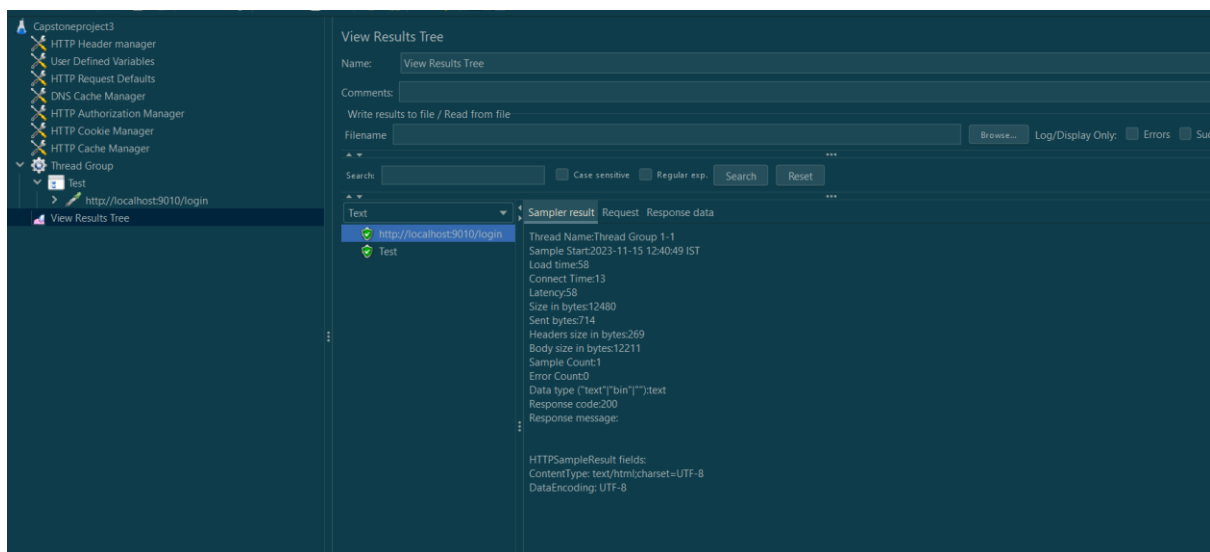 Capstoneproject3
HTTP Header manager
User Defined Variables
HTTP Request Defaults
DNS Cache Manager
HTTP Authorization Manager
HTTP Cookie Manager
HTTP Cache Manager
Thread Group
Test
http://localhost:9010/login
View Results Tree
View Results Tree
Name: View Results Tree
Comments:
Write results to file / Read from file
Filename Browse... Log/Display Only: Errors Suc
Search: Case sensitive Regular exp. Search Reset
Text
http://localhost:9010/login
Test
Sampler result Request Response data
Thread Name:Thread Group 1-1
Sample Start:2023-11-15 12:40:49 IST
Load time:58
Connect Time:13
Latency:58
Size in bytes:12480
Sent bytes:714
Headers size in bytes:269
Body size in bytes:12211
Sample Count:1
Error Count:0
Data type ("text"|"bin"|""):text
Response code:200
Response message:
HTTPSampleResult fields:
ContentType: text/html;charset=UTF-8
DataEncoding: UTF-8